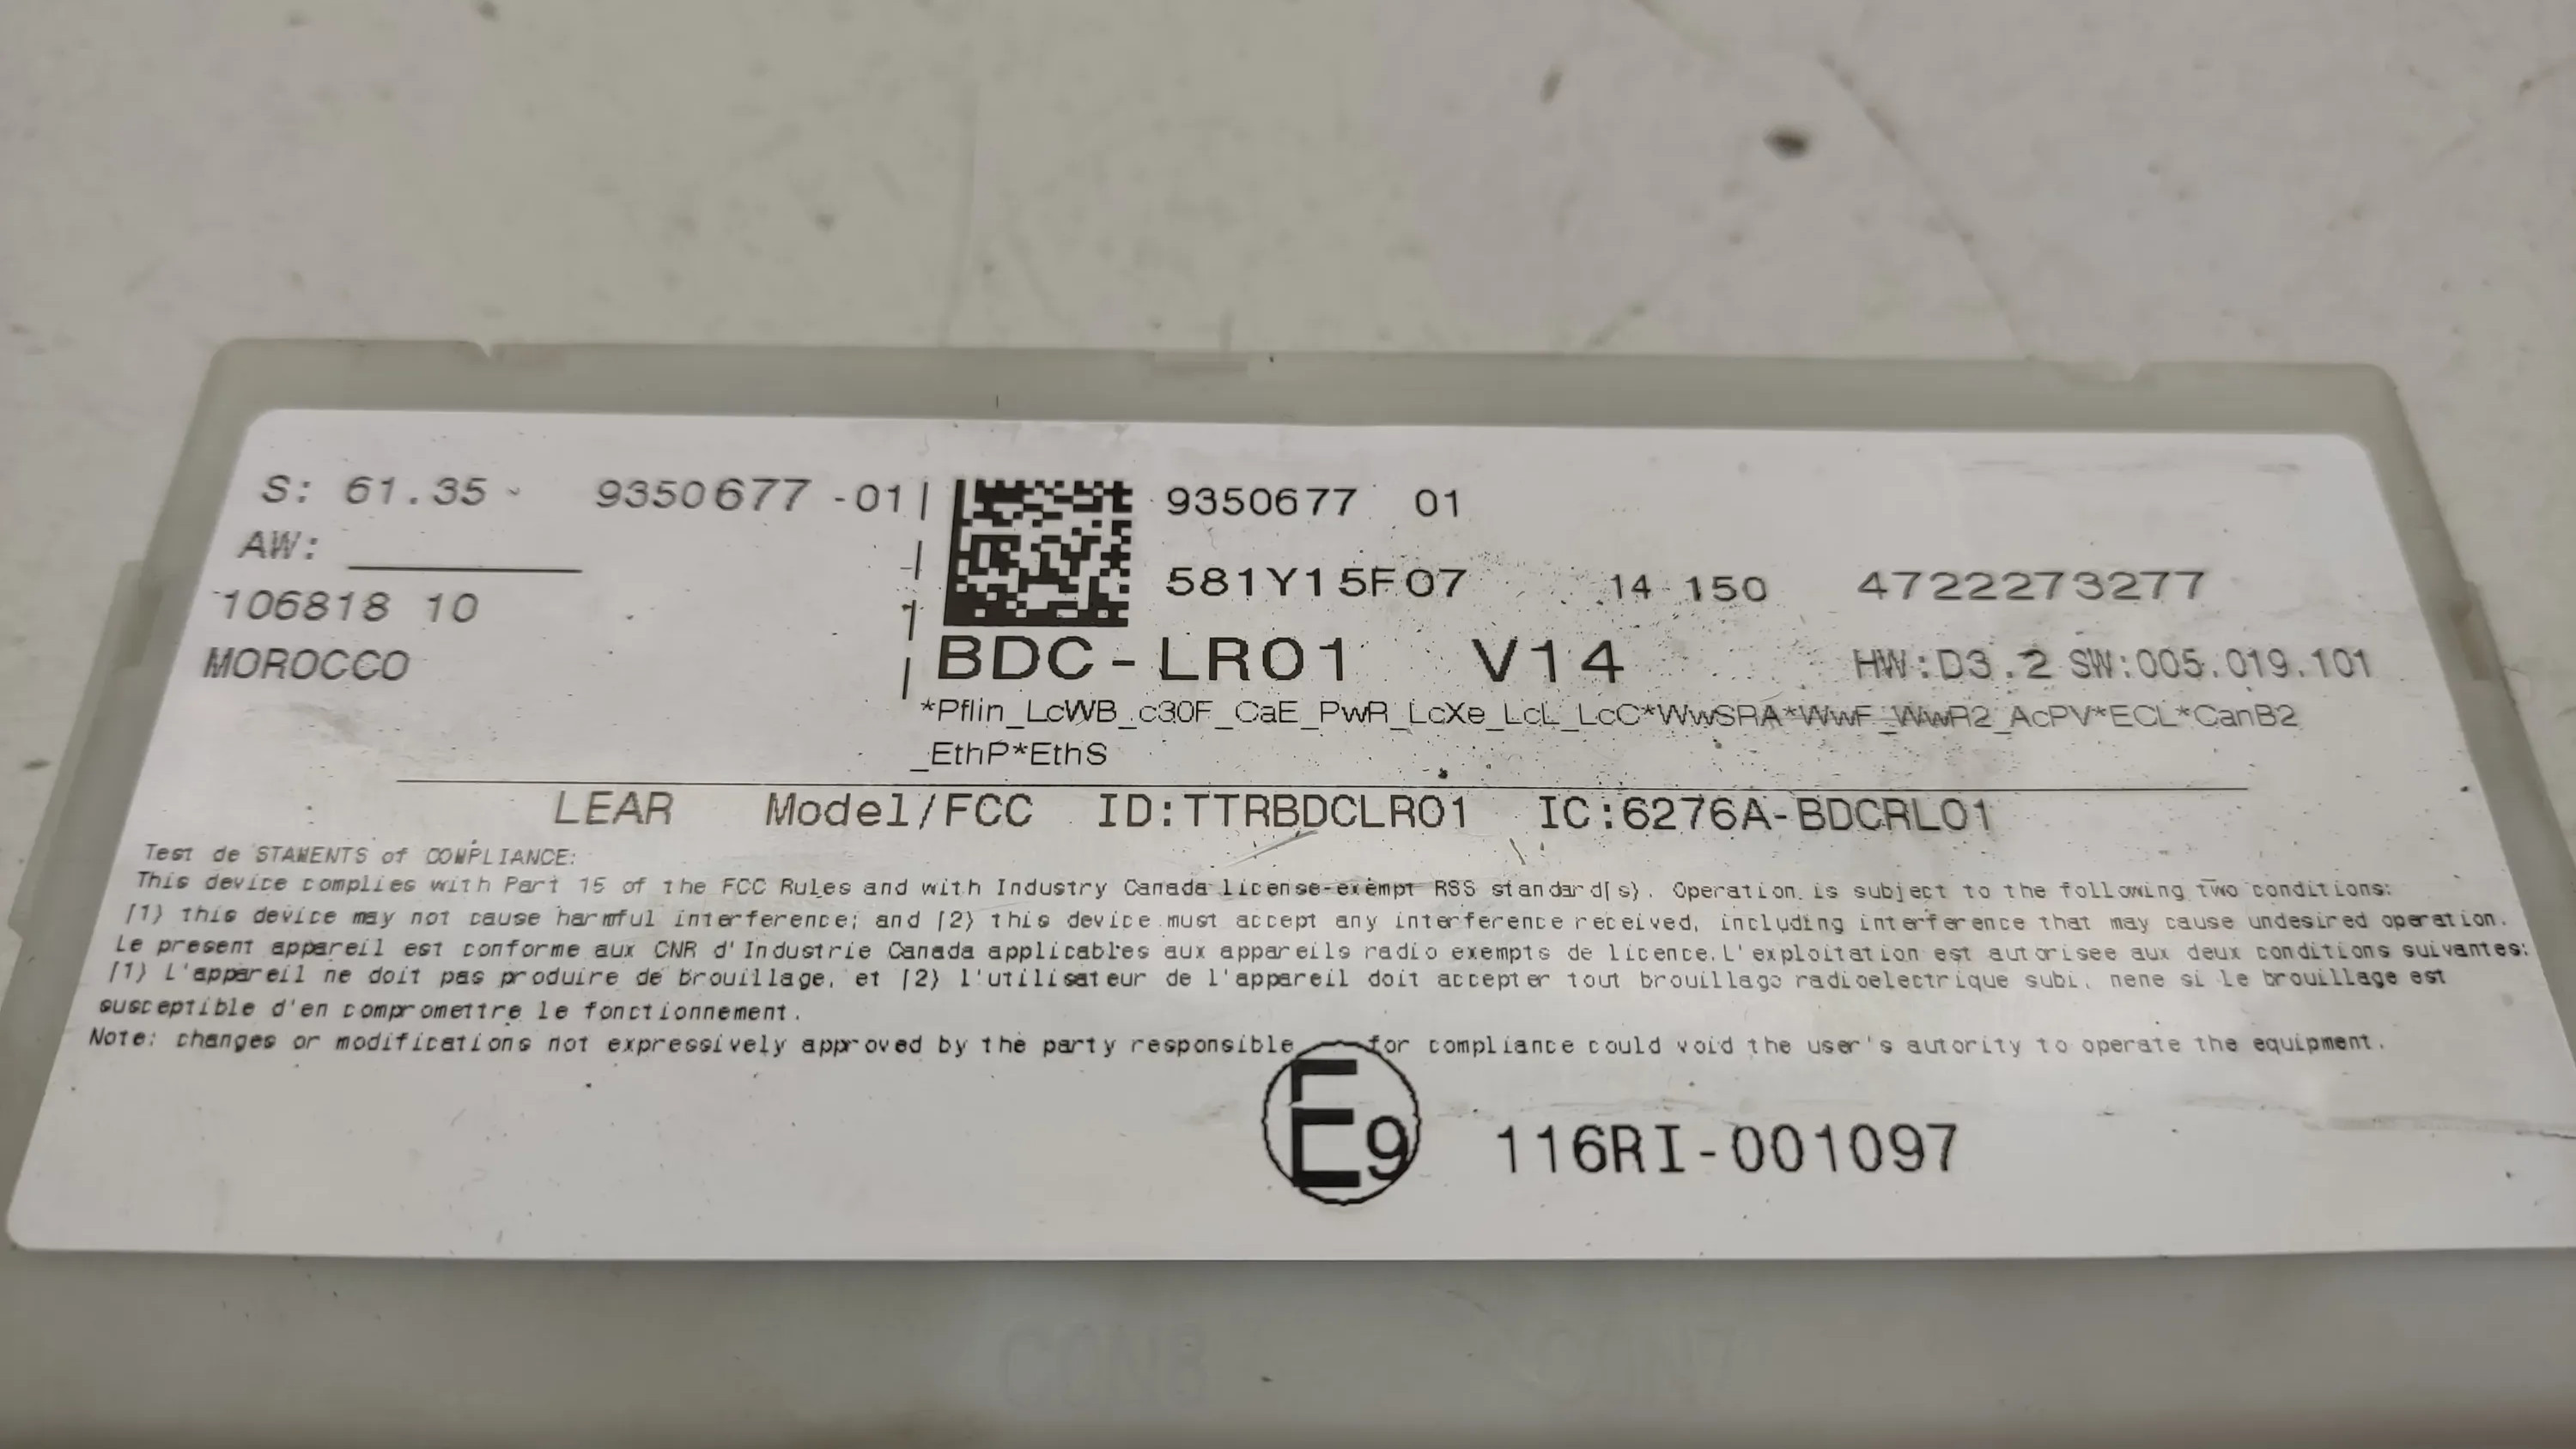 S: 61.35 - 9350677 -01
AW:
106818 10
MOROCCO
9350677 01
581Y15F07 14 150 4722273277
BDC-LR01 V14 HW:D3.2 SW:005.019.101
*Pflin_LcWB_c30F_CaE_PwR_LcXe_LcL_LcC*WwSRA*WwF_WwR2_AcPV*ECL*CanB2
_EthP*EthS
LEAR Model/FCC ID:TTRBDCLR01 IC:6276A-BDCRL01
Test de STAMENTS of COMPLIANCE:
This device complies with Part 15 of the FCC Rules and with Industry Canada license-exempt RSS standard(s). Operation is subject to the following two conditions:
(1) this device may not cause harmful interference; and (2) this device must accept any interference received, including interference that may cause undesired operation.
Le present appareil est conforme aux CNR d'Industrie Canada applicables aux appareils radio exempts de licence.L'exploitation est autorisee aux deux conditions suivantes:
(1) L'appareil ne doit pas produire de brouillage, et (2) l'utilisateur de l'appareil doit accepter tout brouillage radioelectrique subi, nene si le brouillage est
susceptible d'en compromettre le fonctionnement.
Note: changes or modifications not expressively approved by the party responsible for compliance could void the user's autority to operate the equipment.
E9 116RI-001097
CON8